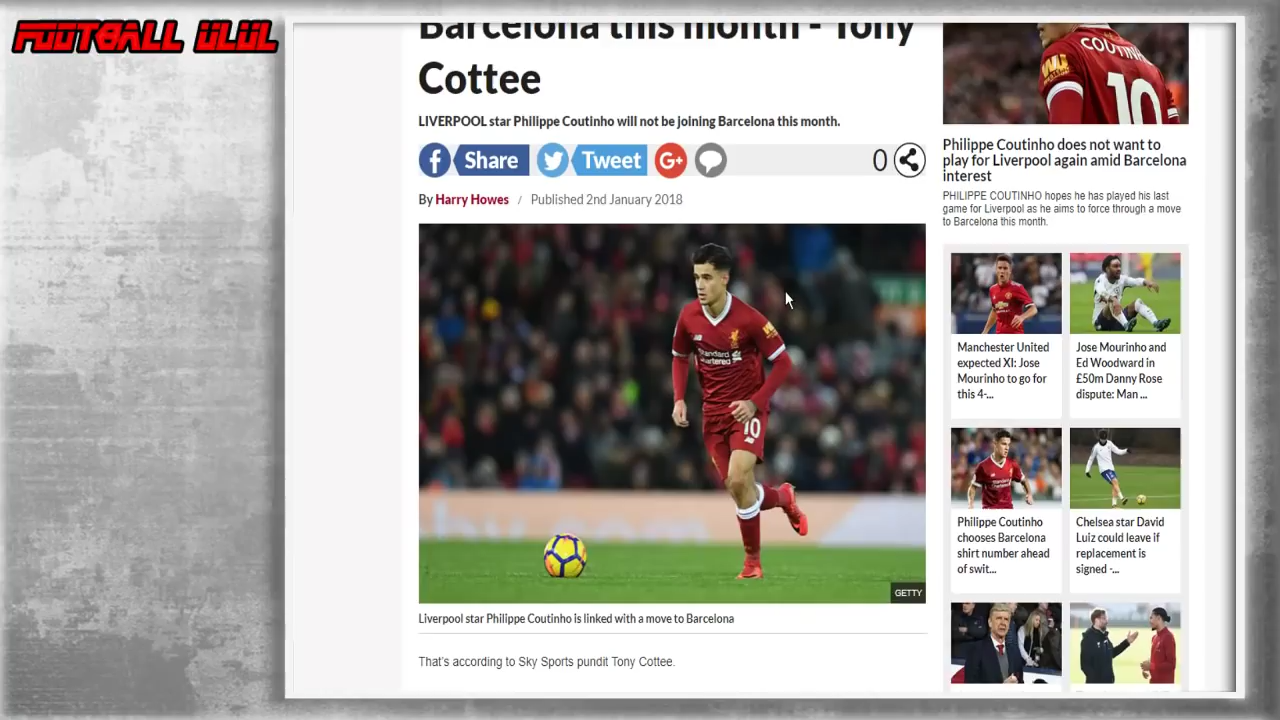 FOOTBALL ULUL
Barcelona this month - Tony
Cottee
LIVERPOOL star Philippe Coutinho will not be joining Barcelona this month.
Share
Tweet
G+
0
By Harry Howes / Published 2nd January 2018
Standard
Chartered
10
GETTY
Liverpool star Philippe Coutinho is linked with a move to Barcelona
That's according to Sky Sports pundit Tony Cottee.
COUTINHO
10
Philippe Coutinho does not want to
play for Liverpool again amid Barcelona
interest
PHILIPPE COUTINHO hopes he has played his last
game for Liverpool as he aims to force through a move
to Barcelona this month.
Manchester United
expected XI: Jose
Mourinho to go for
this 4-...
Jose Mourinho and
Ed Woodward in
£50m Danny Rose
dispute: Man ...
Philippe Coutinho
chooses Barcelona
shirt number ahead
of swit...
Chelsea star David
Luiz could leave if
replacement is
signed -...